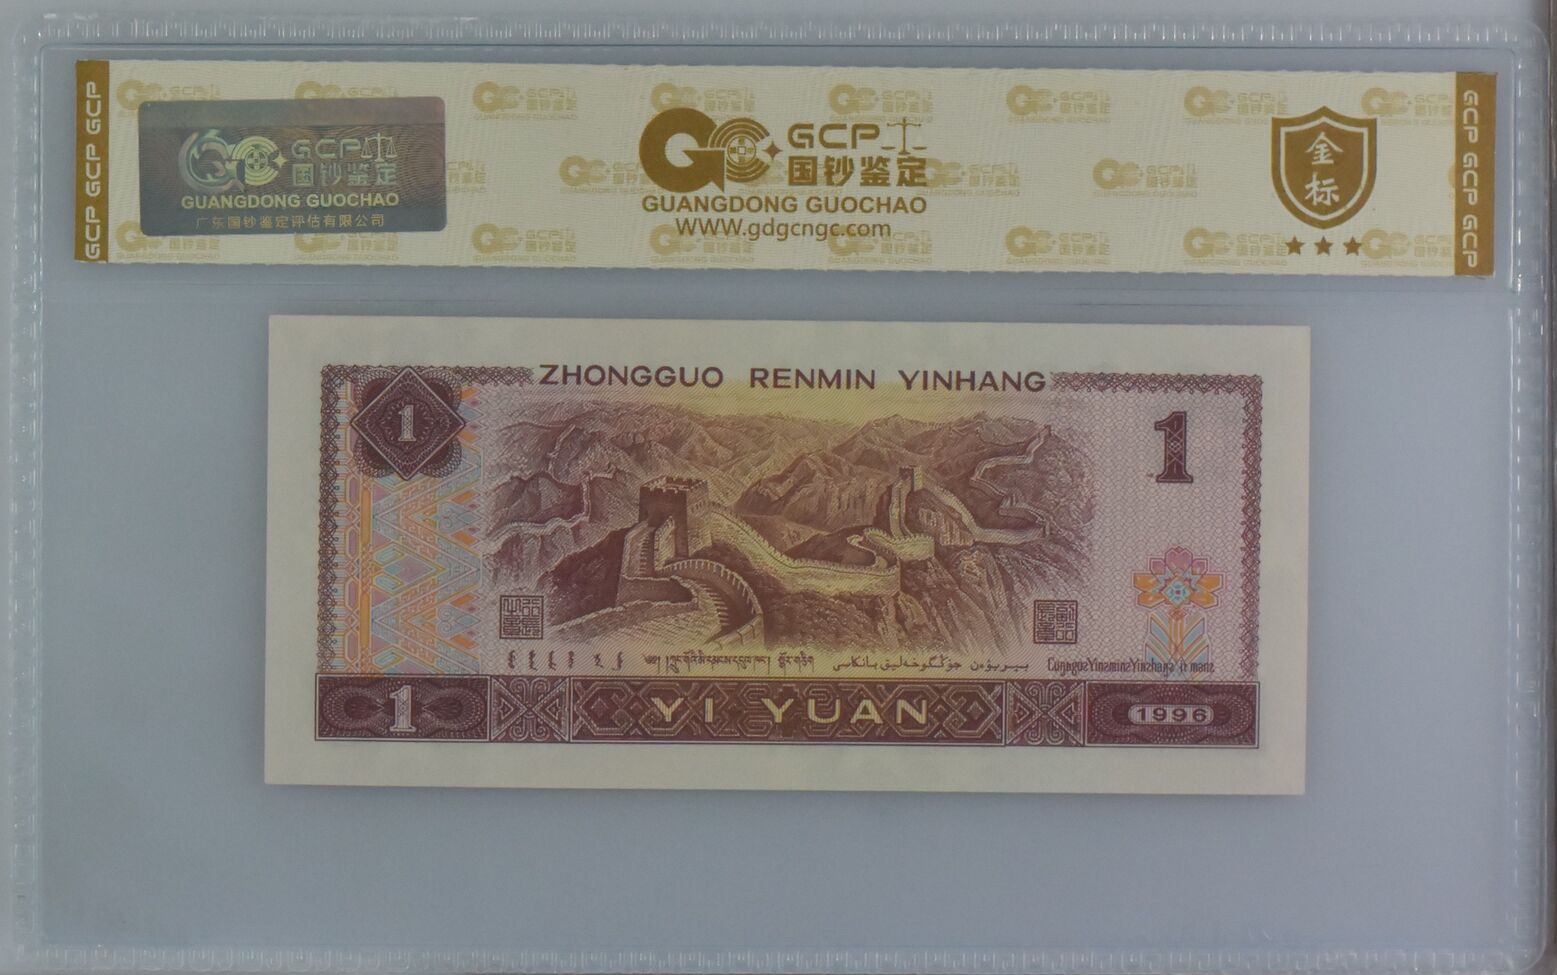 GCP GCP GCP
GCP
国钞鉴定
GUANGDONG GUOCHAO
广东国钞鉴定评估有限公司
GCP
国钞鉴定
GUANGDONG GUOCHAO
WWW.gdgcngc.com
金
标
GCP GCP GCP
ZHONGGUO RENMIN YINHANG
1
1
1 YI YUAN 1996